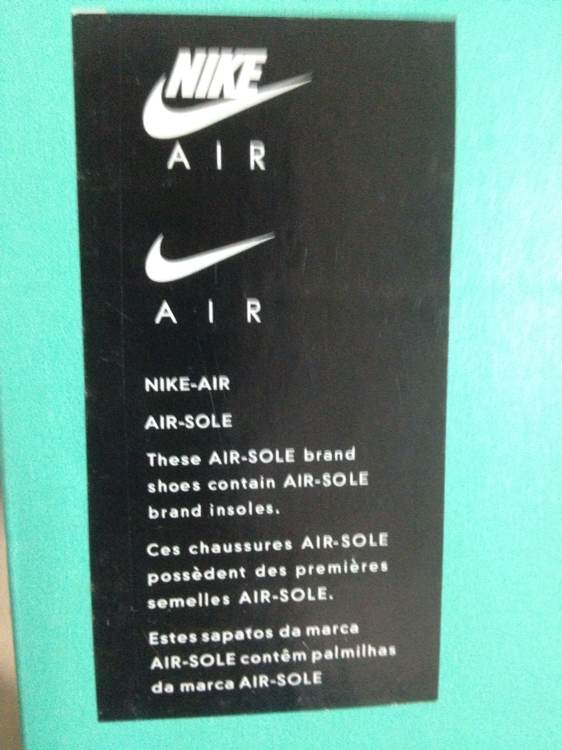 NIKE
AIR
AIR
NIKE-AIR
AIR-SOLE
These AIR-SOLE brand
shoes contain AIR-SOLE
brand insoles.
Ces chaussures AIR-SOLE
possèdent des premières
semelles AIR-SOLE.
Estes sapatos da marca
AIR-SOLE contêm palmilhas
da marca AIR-SOLE